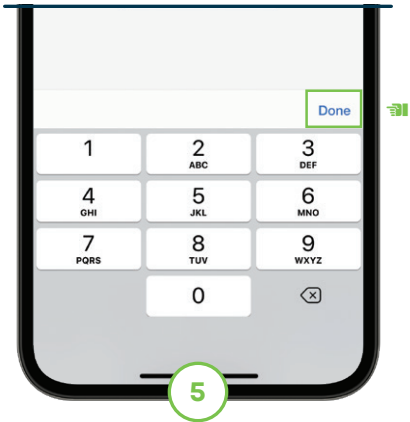 Done
1 2 3
ABC DEF
4 5 6
GHI JKL MNO
7 8 9
PQRS TUV WXYZ
0
5